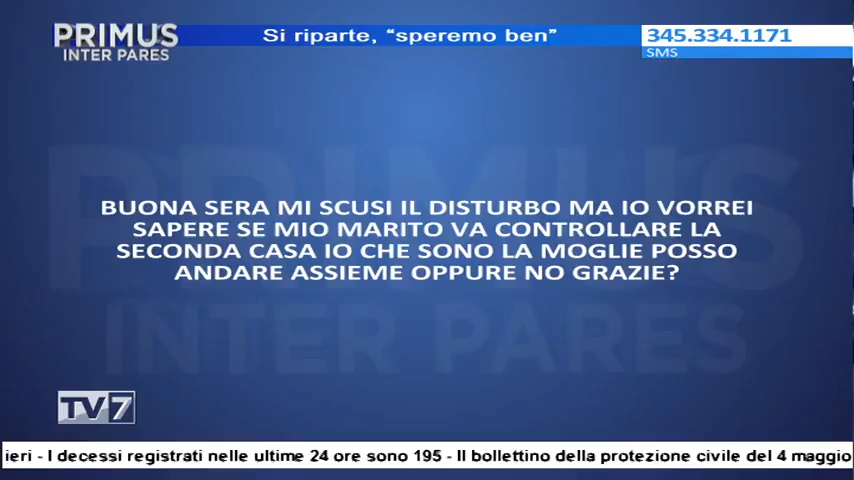 PRIMUS
INTER PARES
Si riparte, “speremo ben”
345.334.1171
SMS
PRIMUS
BUONA SERA MI SCUSI IL DISTURBO MA IO VORREI
SAPERE SE MIO MARITO VA CONTROLLARE LA
SECONDA CASA IO CHE SONO LA MOGLIE POSSO
ANDARE ASSIEME OPPURE NO GRAZIE?
INTER PARES
TV7
ieri - I decessi registrati nelle ultime 24 ore sono 195 - Il bollettino della protezione civile del 4 maggio